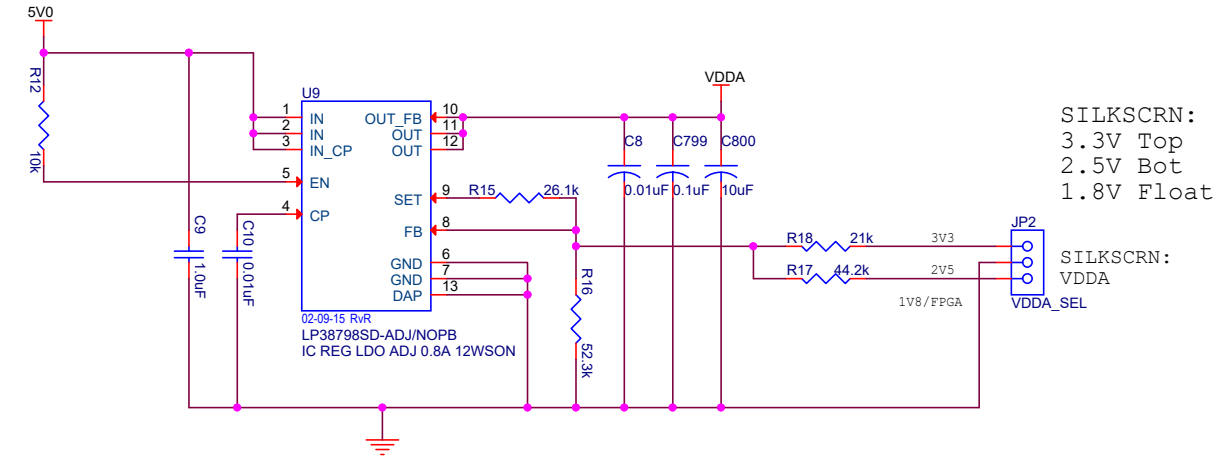 5V0
R12
10k
U9
1 IN
2 IN
3 IN_CP
5 EN
4 CP
OUT_FB 10
OUT 11
OUT 12
SET 9
FB 8
GND 6
GND 7
DAP 13
02-09-15 RvR
LP38798SD-ADJ/NOPB
IC REG LDO ADJ 0.8A 12WSON
C9
1.0uF
C10
0.01uF
R15 26.1k
R16
52.3k
VDDA
C8 C799 C800
0.01uF 0.1uF 10uF
R18 21k 3V3
R17 44.2k 2V5
1V8/FPGA
JP2
VDDA_SEL
SILKSCRN:
3.3V Top
2.5V Bot
1.8V Float
SILKSCRN:
VDDA